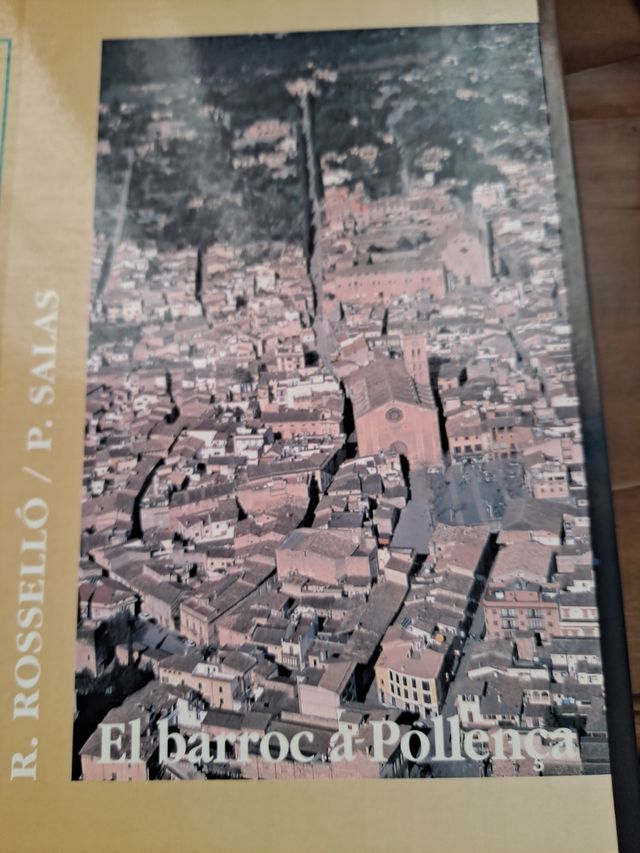 R. ROSSELLÓ / P. SALAS
El barroc a Pollença